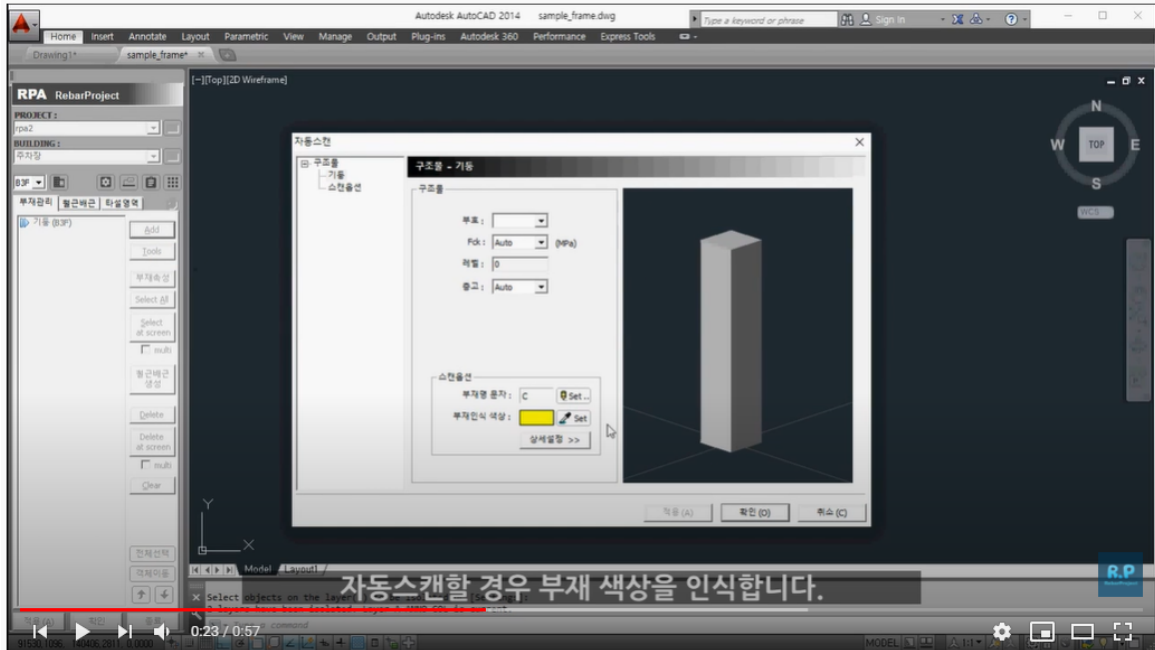 Autodesk AutoCAD 2014 sample_frame.dwg
Type a keyword or phrase
Sign In
Home Insert Annotate Layout Parametric View Manage Output Plug-ins Autodesk 360 Performance Express Tools
Drawing1* sample_frame*
[−][Top][2D Wireframe]
RPA RebarProject
PROJECT :
rpa2
BUILDING :
주차장
B3F
부재관리 철근배근 타설영역
기둥 (B3F)
Add
Tools
부재속성
Select All
Select
at screen
multi
철근배근
생성
Delete
Delete
at screen
multi
Clear
전체선택
객체이동
적용(A) 확인
자동스캔
구조물
기둥
스캔옵션
구조물 - 기둥
구조물
부호 :
Fck : Auto (MPa)
레벨 : 0
층고 : Auto
스캔옵션
부재명 문자 : C Set ..
부재인식 색상 : Set
상세설정 >>
적용(A) 확인(O) 취소(C)
N
W TOP E
S
WCS
Y
X
Model Layout1
Select objects on the layer
자동스캔할 경우 부재 색상을 인식합니다.
R.P
0:23 / 0:57
MODEL 1:1